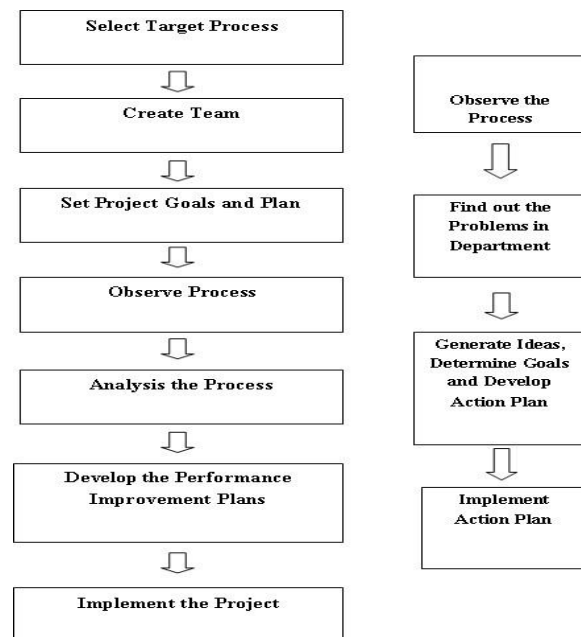 Select Target Process
Create Team
Set Project Goals and Plan
Observe Process
Analysis the Process
Develop the Performance
Improvement Plans
Implement the Project
Observe the
Process
Find out the
Problems in
Department
Generate Ideas,
Determine Goals
and Develop
Action Plan
Implement
Action Plan